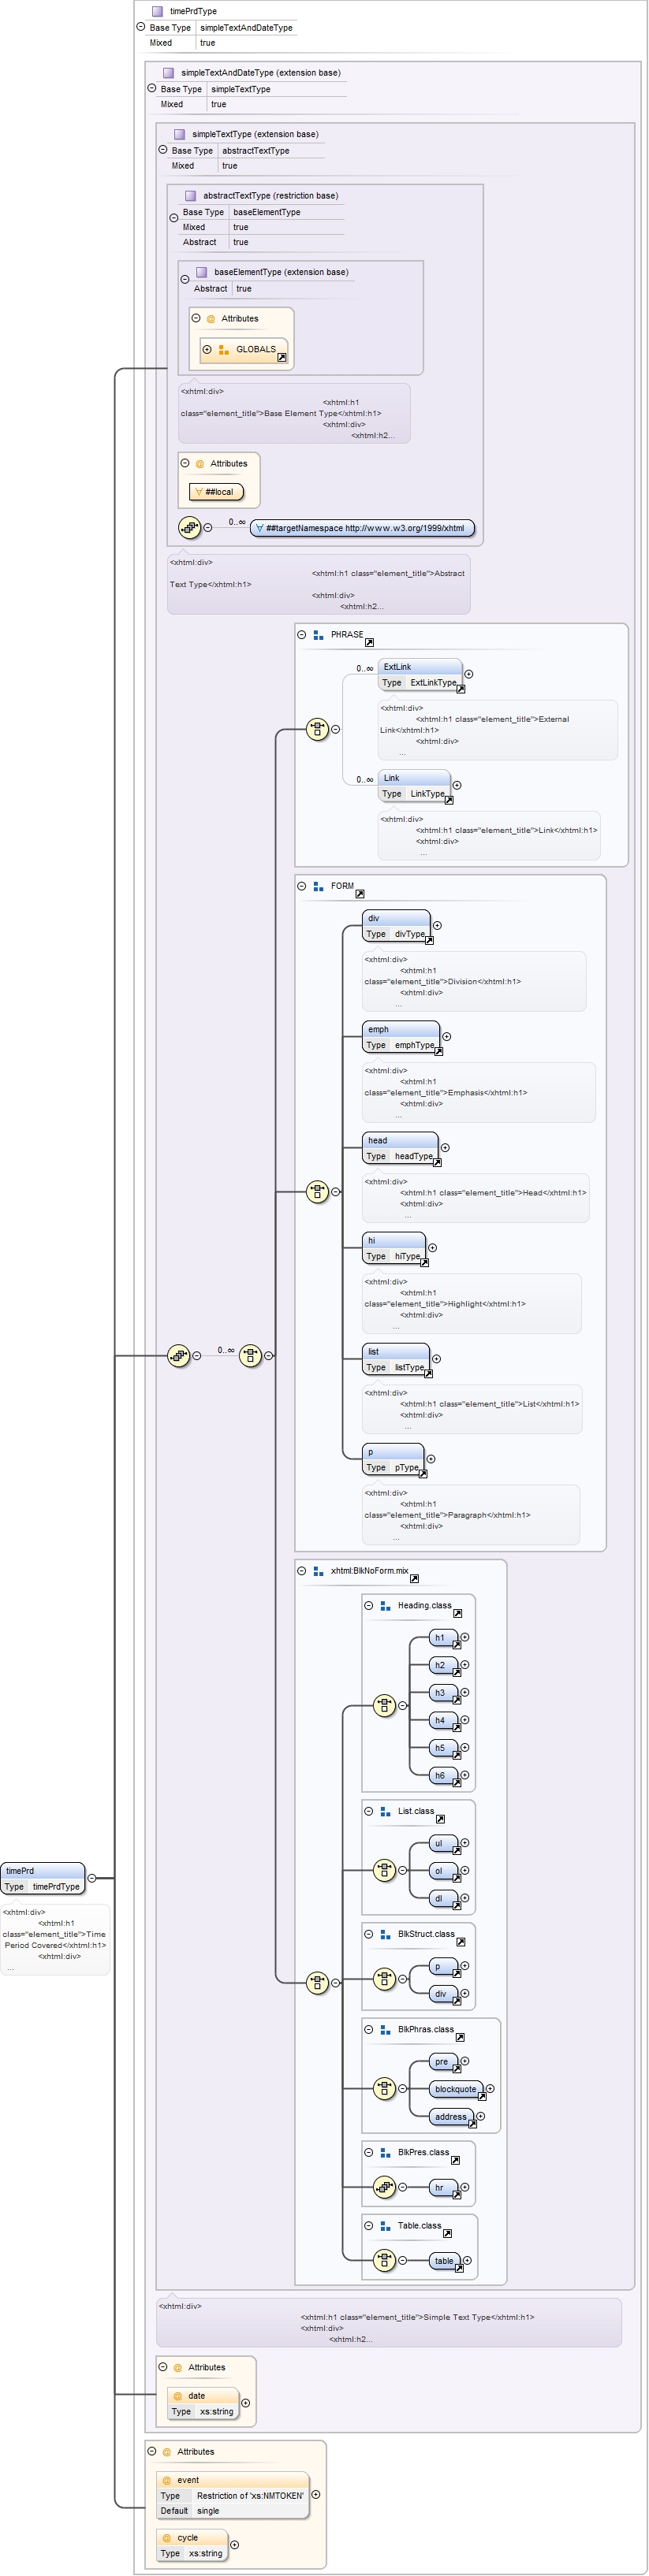 timePrdType
Base Type simpleTextAndDateType
Mixed true
simpleTextAndDateType (extension base)
Base Type simpleTextType
Mixed true
simpleTextType (extension base)
Base Type abstractTextType
Mixed true
abstractTextType (restriction base)
Base Type baseElementType
Mixed true
Abstract true
baseElementType (extension base)
Abstract true
@ Attributes
GLOBALS
<xhtml:div>
<xhtml:h1
class="element_title">Base Element Type</xhtml:h1>
<xhtml:div>
<xhtml:h2...
@ Attributes
∀ ##local
0..∞
∀ ##targetNamespace http://www.w3.org/1999/xhtml
<xhtml:div>
<xhtml:h1 class="element_title">Abstract
Text Type</xhtml:h1>
<xhtml:div>
<xhtml:h2...
PHRASE
0..∞
ExtLink
Type ExtLinkType
<xhtml:div>
<xhtml:h1 class="element_title">External
Link</xhtml:h1>
<xhtml:div>
...
0..∞
Link
Type LinkType
<xhtml:div>
<xhtml:h1 class="element_title">Link</xhtml:h1>
<xhtml:div>
...
FORM
div
Type divType
<xhtml:div>
<xhtml:h1
class="element_title">Division</xhtml:h1>
<xhtml:div>
...
emph
Type emphType
<xhtml:div>
<xhtml:h1
class="element_title">Emphasis</xhtml:h1>
<xhtml:div>
...
head
Type headType
<xhtml:div>
<xhtml:h1 class="element_title">Head</xhtml:h1>
<xhtml:div>
...
hi
Type hiType
<xhtml:div>
<xhtml:h1
class="element_title">Highlight</xhtml:h1>
<xhtml:div>
...
0..∞
list
Type listType
<xhtml:div>
<xhtml:h1 class="element_title">List</xhtml:h1>
<xhtml:div>
...
p
Type pType
<xhtml:div>
<xhtml:h1
class="element_title">Paragraph</xhtml:h1>
<xhtml:div>
...
xhtml:BlkNoForm.mix
Heading.class
h1
h2
h3
h4
h5
h6
List.class
ul
ol
dl
timePrd
Type timePrdType
<xhtml:div>
<xhtml:h1
class="element_title">Time
Period Covered</xhtml:h1>
<xhtml:div>
...
BlkStruct.class
p
div
BlkPhras.class
pre
blockquote
address
BlkPres.class
hr
Table.class
table
<xhtml:div>
<xhtml:h1 class="element_title">Simple Text Type</xhtml:h1>
<xhtml:div>
<xhtml:h2...
@ Attributes
@ date
Type xs:string
@ Attributes
@ event
Type Restriction of 'xs:NMTOKEN'
Default single
@ cycle
Type xs:string